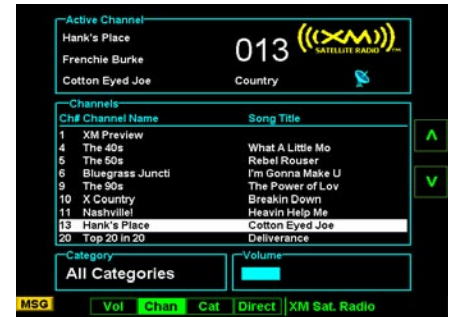 Active Channel
Hank's Place
013
((XM))
SATELLITE RADIO
Frenchie Burke
Cotton Eyed Joe Country
Channels
Ch# Channel Name Song Title
1 XM Preview
4 The 40s What A Little Mo
5 The 50s Rebel Rouser
6 Bluegrass Juncti I'm Gonna Make U
9 The 90s The Power of Lov
10 X Country Breakin Down
11 Nashville! Heavin Help Me
13 Hank's Place Cotton Eyed Joe
20 Top 20 in 20 Deliverance
Category Volume
All Categories
MSG Vol Chan Cat Direct XM Sat. Radio